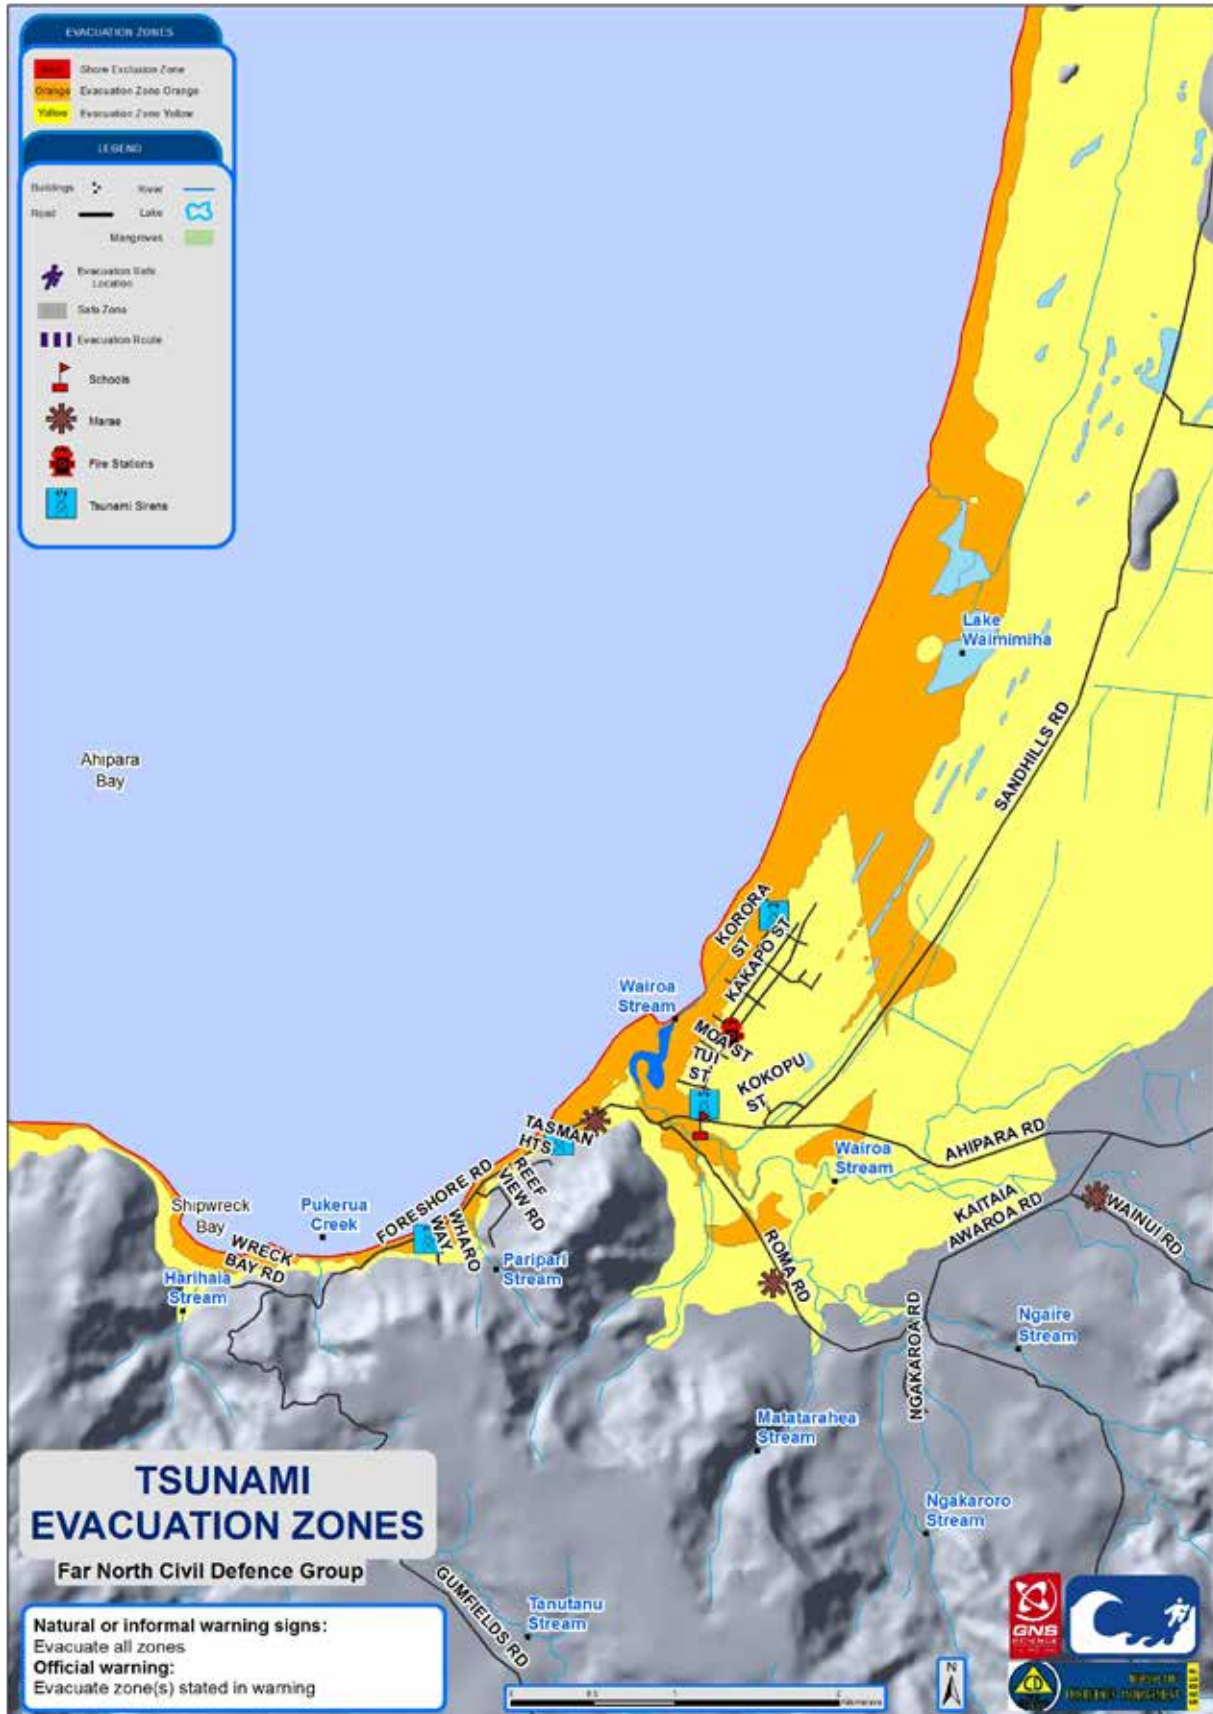 EVACUATION ZONES
Shore Exclusion Zone
Orange Evacuation Zone Orange
Yellow Evacuation Zone Yellow
LEGEND
Buildings River
Road Lake
Mangroves
Evacuation Safe
Location
Safe Zone
Evacuation Route
Schools
Marae
Fire Stations
Tsunami Sirens
Lake
Waimimiha
SANDHILLS RD
Ahipara
Bay
KORORA
ST
KAKAPO ST
Wairoa
Stream
MOA ST
TUI
ST
KOKOPU
ST
TASMAN
HTS
REEF
VIEW RD
AHIPARA RD
Wairoa
Stream
Shipwreck
Bay
Pukerua
Creek
FORESHORE RD
WHARO
WAY
KAITAIA
AWAROA RD
WAINUI RD
WRECK
BAY RD
Paripari
Stream
ROMA RD
Harihaia
Stream
NGAKAROA RD
Ngaire
Stream
Matatarahea
Stream
TSUNAMI
EVACUATION ZONES
Far North Civil Defence Group
Ngakaroro
Stream
GUMFIELDS RD
Tanutanu
Stream
Natural or informal warning signs:
Evacuate all zones
Official warning:
Evacuate zone(s) stated in warning
N
GNS
SCIENCE
CD
GROUP